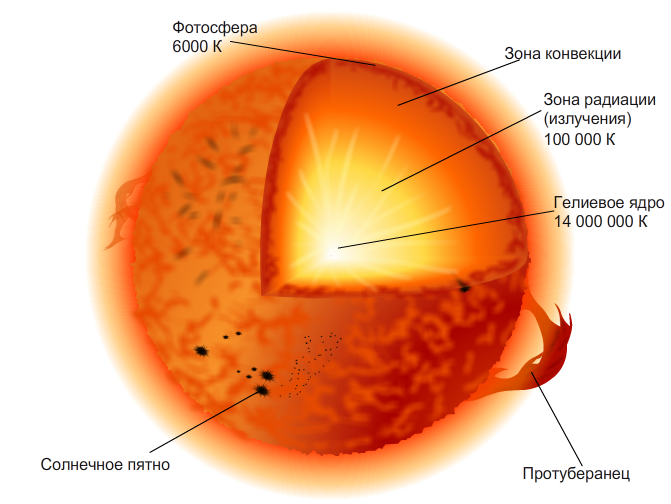 Фотосфера
6000 К
Зона конвекции
Зона радиации
(излучения)
100 000 К
Гелиевое ядро
14 000 000 К
Солнечное пятно
Протуберанец